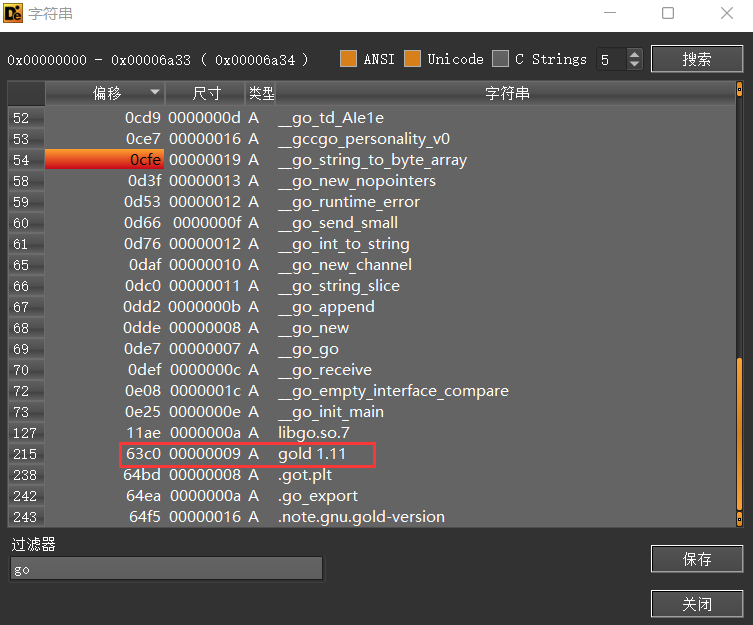 字符串
0x00000000 - 0x00006a33 ( 0x00006a34 ) ANSI Unicode C Strings 5 搜索
偏移 尺寸 类型 字符串
52 0cd9 0000000d A __go_td_AIe1e
53 0ce7 00000016 A __gccgo_personality_v0
54 0cfe 00000019 A __go_string_to_byte_array
58 0d3f 00000013 A __go_new_nopointers
59 0d53 00000012 A __go_runtime_error
60 0d66 0000000f A __go_send_small
61 0d76 00000012 A __go_int_to_string
65 0daf 00000010 A __go_new_channel
66 0dc0 00000011 A __go_string_slice
67 0dd2 0000000b A __go_append
68 0dde 00000008 A __go_new
69 0de7 00000007 A __go_go
70 0def 0000000c A __go_receive
72 0e08 0000001c A __go_empty_interface_compare
73 0e25 0000000e A __go_init_main
127 11ae 0000000a A libgo.so.7
215 63c0 00000009 A gold 1.11
238 64bd 00000008 A .got.plt
242 64ea 0000000a A .go_export
243 64f5 00000016 A .note.gnu.gold-version
过滤器
go
保存
关闭